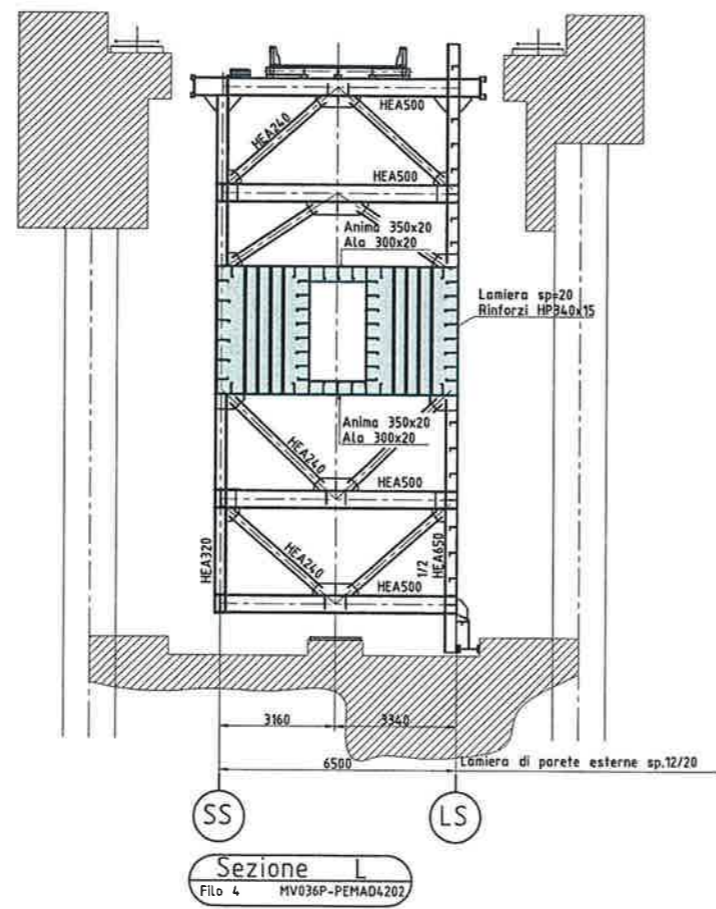 HEA500
HEA240
HEA500
Anima 350x20
Ala 300x20
Lamiera sp=20
Rinforzi HP340x15
Anima 350x20
Ala 300x20
HEA240
HEA500
HEA320
HEA240
HEA500
1/2
HEA650
3160
3340
6500
Lamiera di parete esterne sp.12/20
SS
LS
Sezione L
Filo 4 MV036P-PEMAD4202